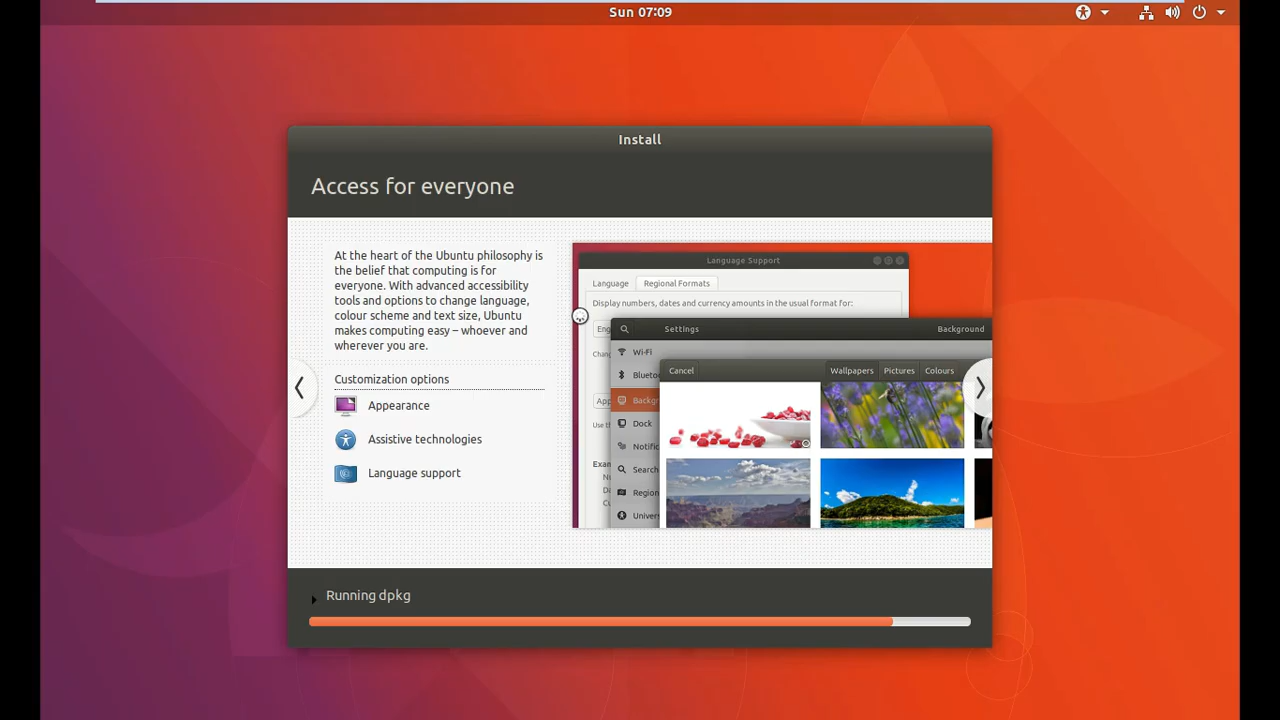 Sun 07:09
Install
Access for everyone
At the heart of the Ubuntu philosophy is
the belief that computing is for
everyone. With advanced accessibility
tools and options to change language,
colour scheme and text size, Ubuntu
makes computing easy – whoever and
wherever you are.
Customization options
Appearance
Assistive technologies
Language support
Language Support
Language Regional Formats
Display numbers, dates and currency amounts in the usual format for:
Settings Background
Wi-Fi
Cancel Wallpapers Pictures Colours
Dock
Search
Running dpkg